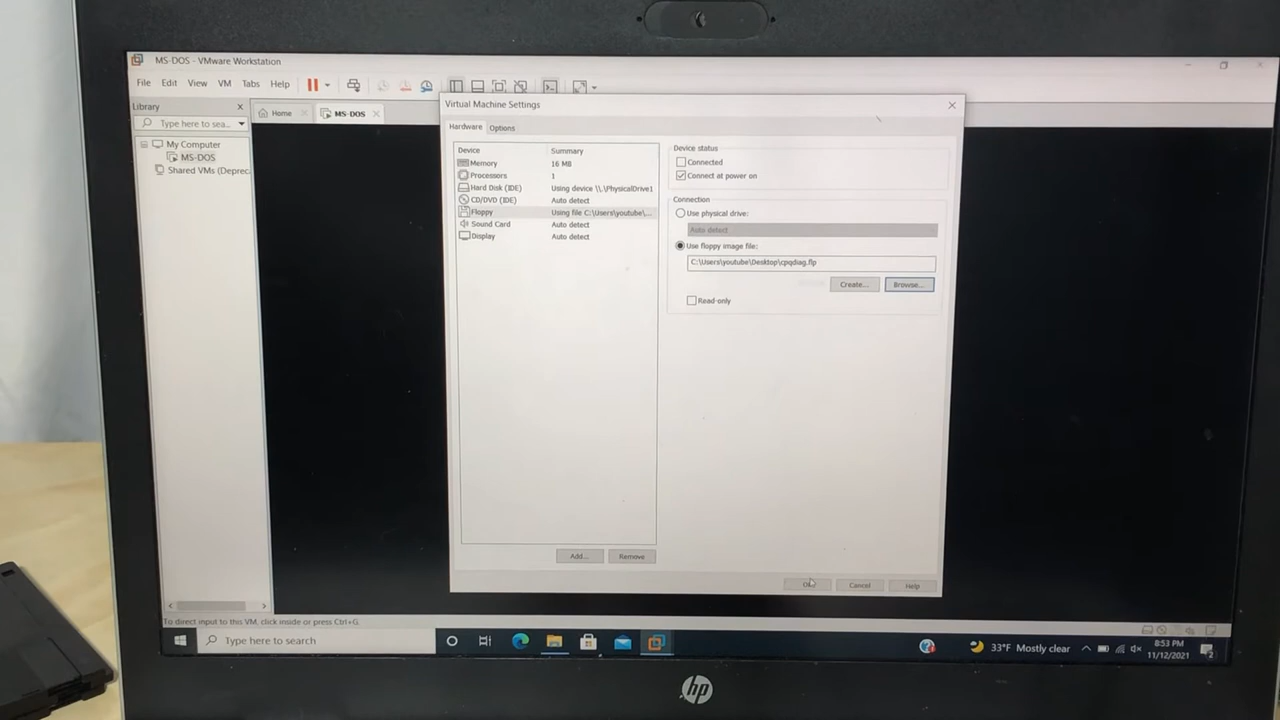 MS-DOS - VMware Workstation
File Edit View VM Tabs Help
Library
Type here to sea...
My Computer
MS-DOS
Shared VMs (Deprec
Home
MS-DOS
Virtual Machine Settings
Hardware Options
Device Summary
Memory 16 MB
Processors 1
Hard Disk (IDE) Using device \\.\PhysicalDrive1
CD/DVD (IDE) Auto detect
Floppy Using file C:\Users\youtube\...
Sound Card Auto detect
Display Auto detect
Add... Remove
Device status
Connected
Connect at power on
Connection
Use physical drive:
Auto detect
Use floppy image file:
C:\Users\youtube\Desktop\cpqdiag.flp
Create... Browse...
Read-only
Cancel Help
To direct input to this VM, click inside or press Ctrl+G.
Type here to search
33°F Mostly clear
8:53 PM
11/12/2021
2
hp